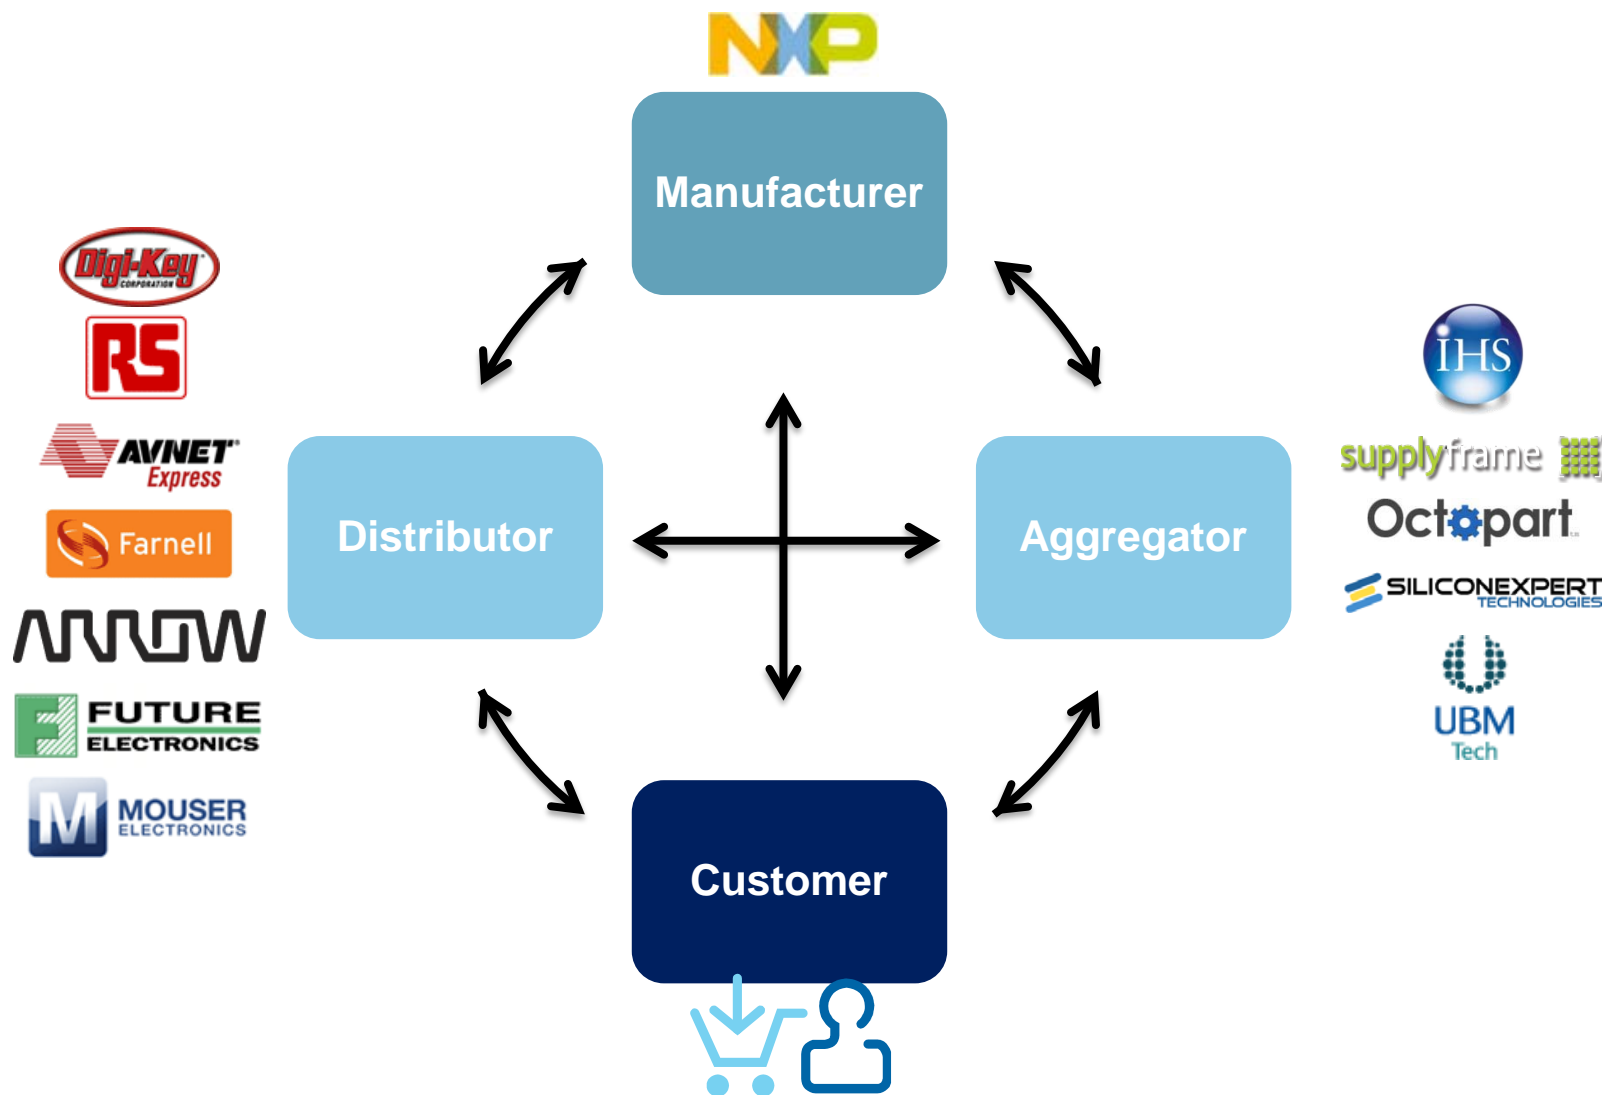 NXP
Manufacturer
Digi-Key
CORPORATION
RS
AVNET
Express
Farnell
ARROW
FUTURE
ELECTRONICS
M
MOUSER
ELECTRONICS
Distributor
Aggregator
IHS
supplyframe
Octopart
SILICONEXPERT
TECHNOLOGIES
UBM
Tech
Customer